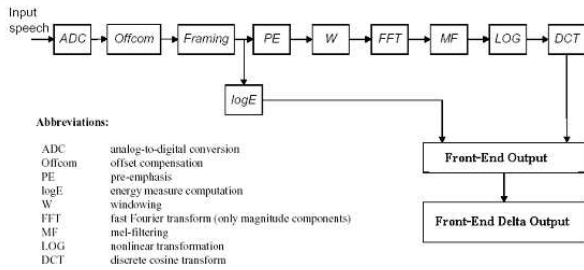 Input
speech
ADC Offcom Framing PE W FFT MF LOG DCT
logE
Abbreviations:
ADC analog-to-digital conversion
Offcom offset compensation
PE pre-emphasis
logE energy measure computation
W windowing
FFT fast Fourier transform (only magnitude components)
MF mel-filtering
LOG nonlinear transformation
DCT discrete cosine transform
Front-End Output
Front-End Delta Output